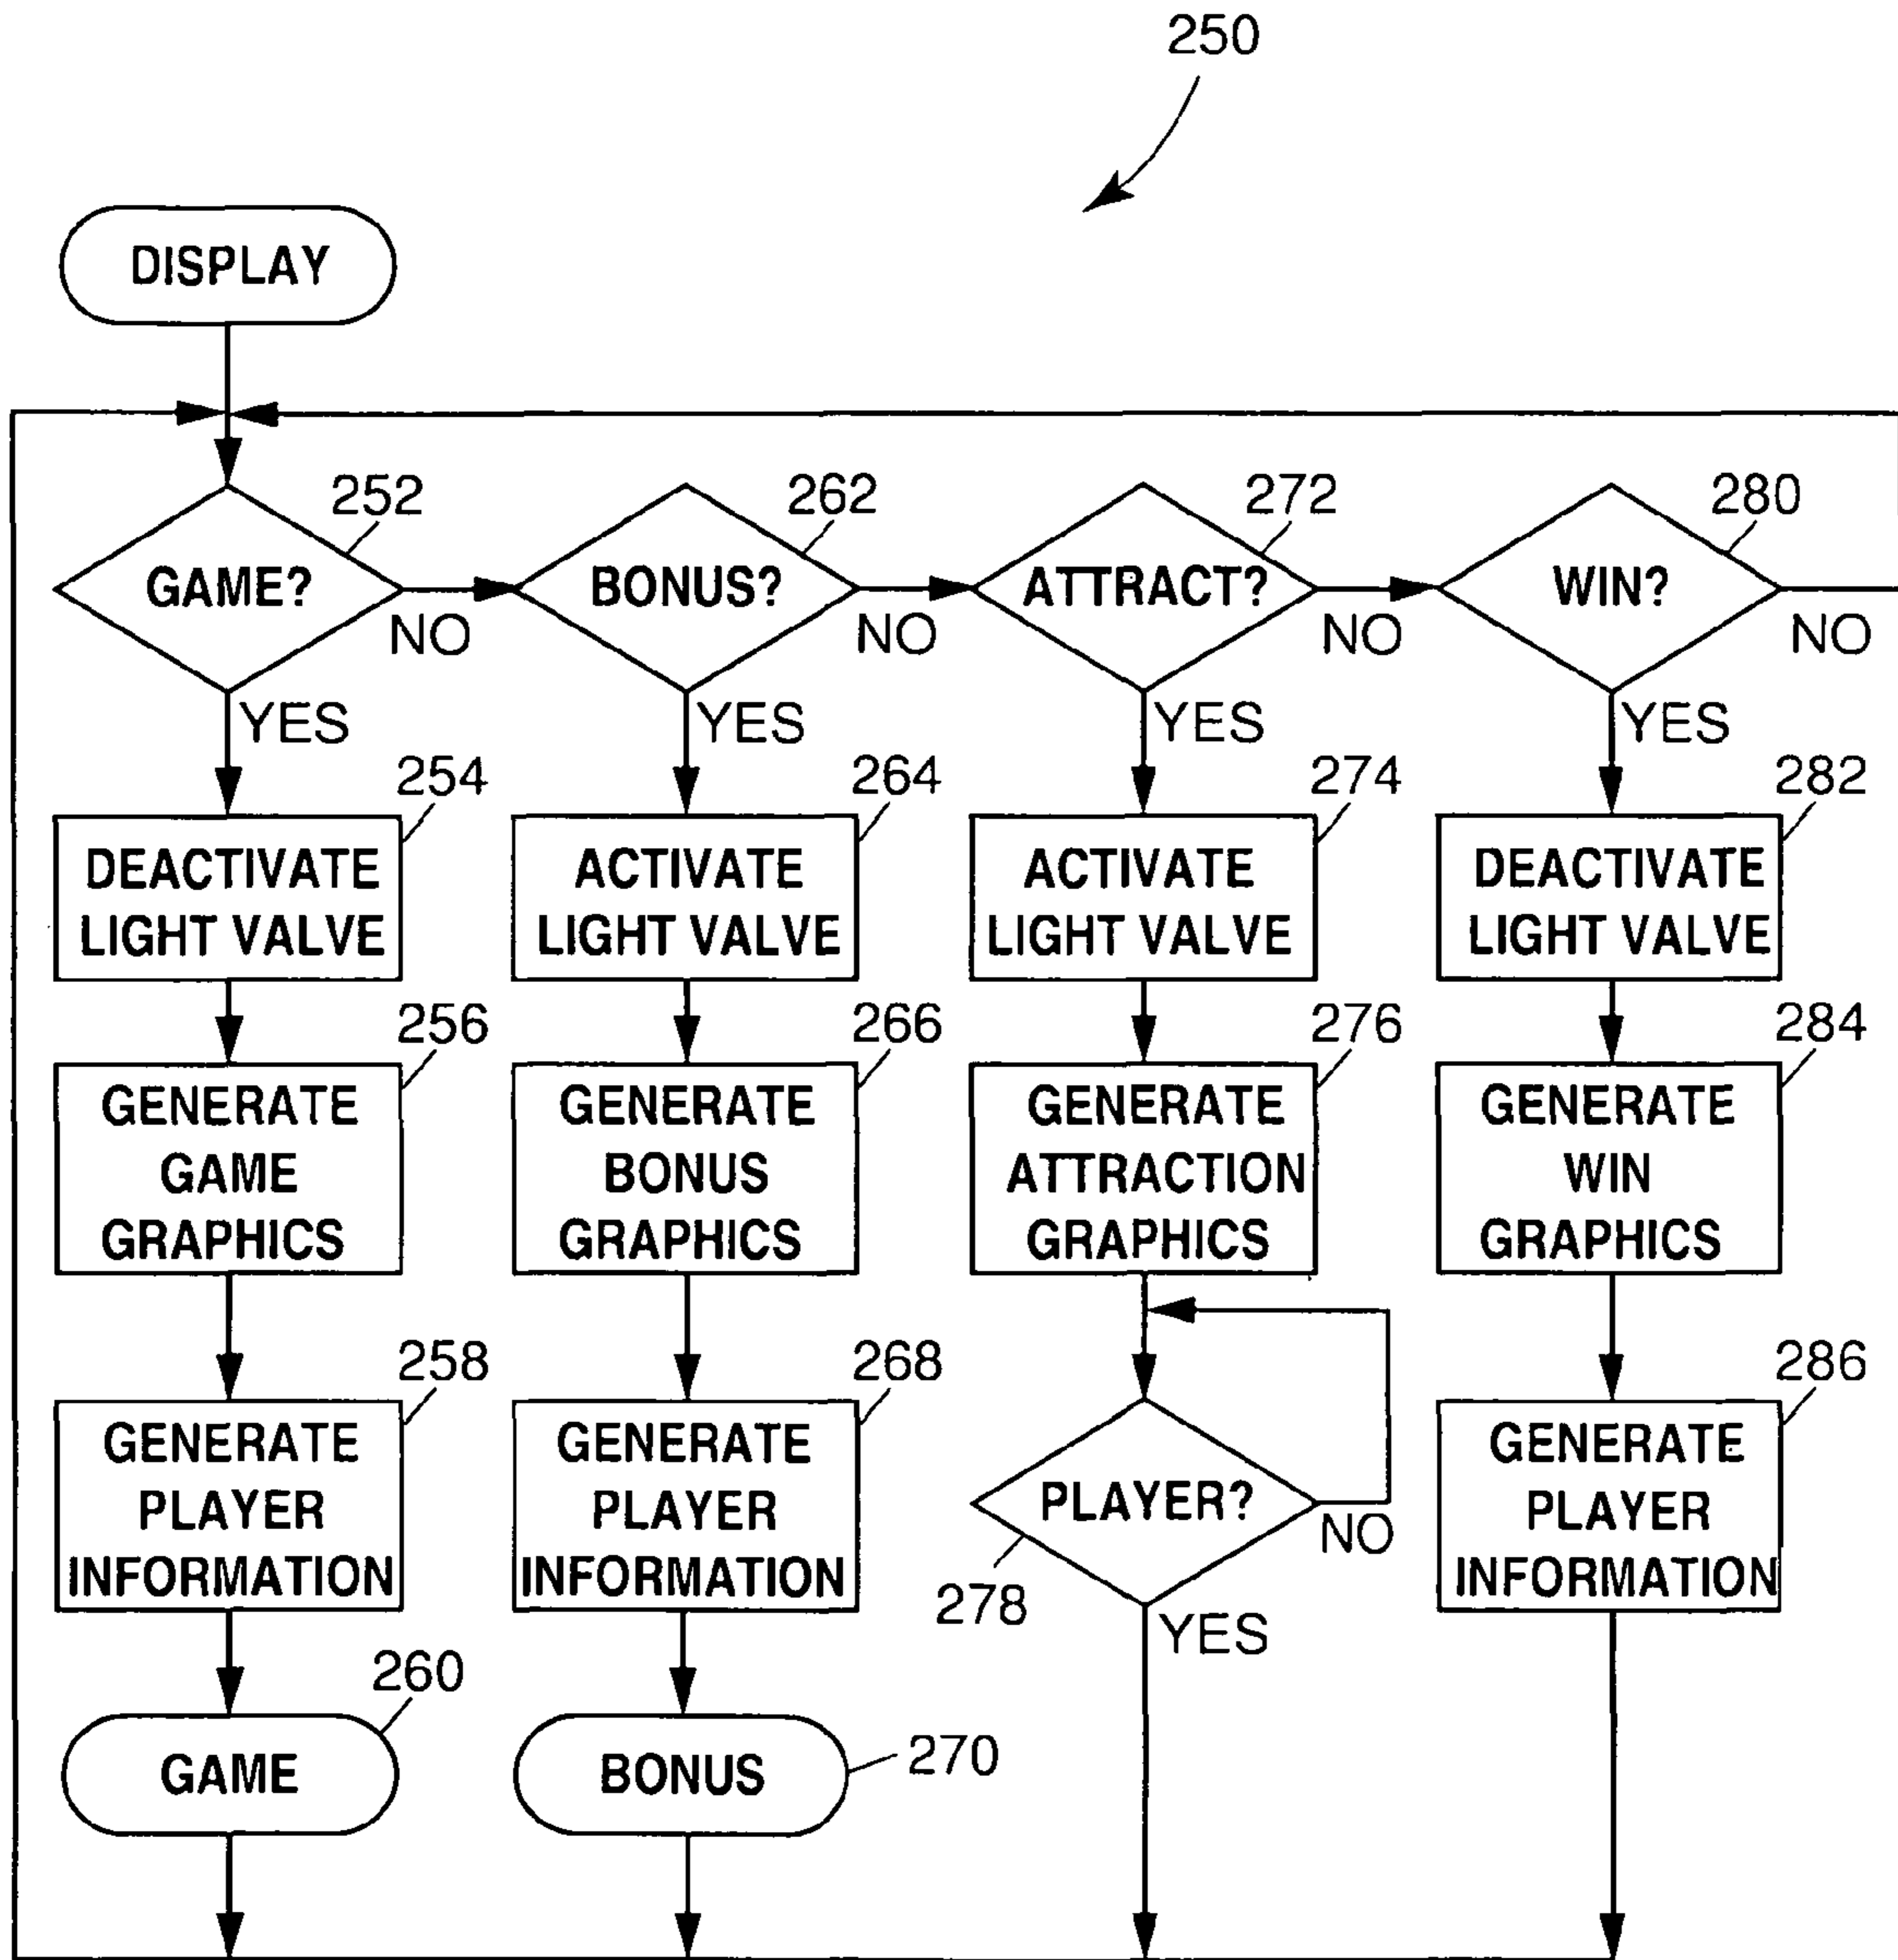 250
DISPLAY
252
262
272
280
GAME?
BONUS?
ATTRACT?
WIN?
NO
NO
NO
NO
YES
YES
YES
YES
254
264
274
282
DEACTIVATE
LIGHT VALVE
ACTIVATE
LIGHT VALVE
ACTIVATE
LIGHT VALVE
DEACTIVATE
LIGHT VALVE
256
266
276
284
GENERATE
GAME
GRAPHICS
GENERATE
BONUS
GRAPHICS
GENERATE
ATTRACTION
GRAPHICS
GENERATE
WIN
GRAPHICS
258
268
286
GENERATE
PLAYER
INFORMATION
GENERATE
PLAYER
INFORMATION
PLAYER?
NO
278
YES
GENERATE
PLAYER
INFORMATION
260
GAME
BONUS
270